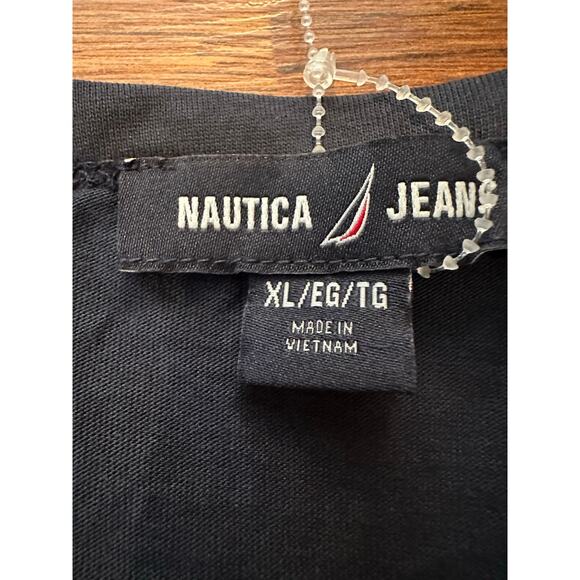 NAUTICA JEANS
XL/EG/TG
MADE IN
VIETNAM